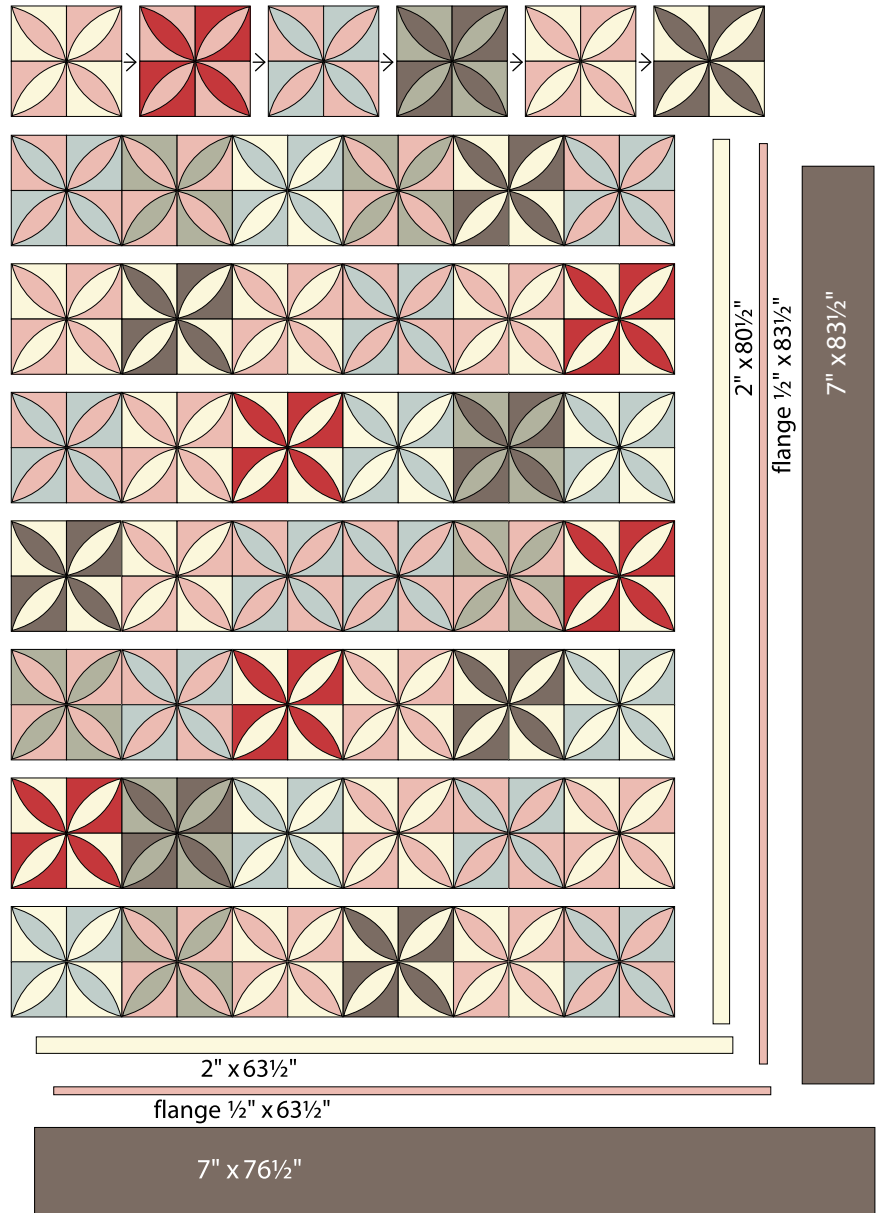 2" x 80½"
flange ½" x 83½"
7" x 83½"
2" x 63½"
flange ½" x 63½"
7" x 76½"